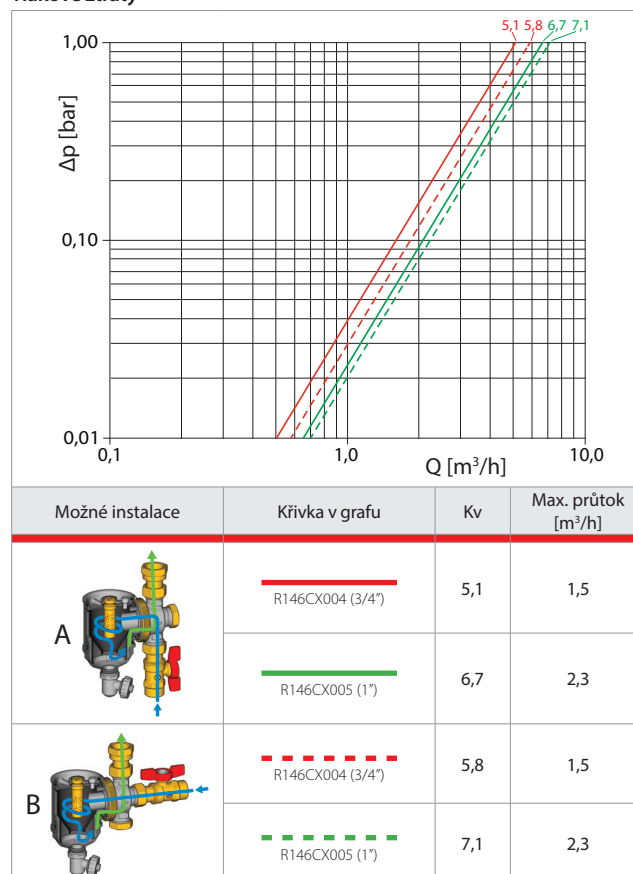 Tlakové ztráty
5,1 5,8 6,7 7,1
1,00
Δp [bar]
0,10
0,01
0,1 1,0 10,0
Q [m³/h]
Možné instalace Křivka v grafu Kv Max. průtok [m³/h]
A
R146CX004 (3/4”) 5,1 1,5
R146CX005 (1”) 6,7 2,3
B
R146CX004 (3/4”) 5,8 1,5
R146CX005 (1”) 7,1 2,3